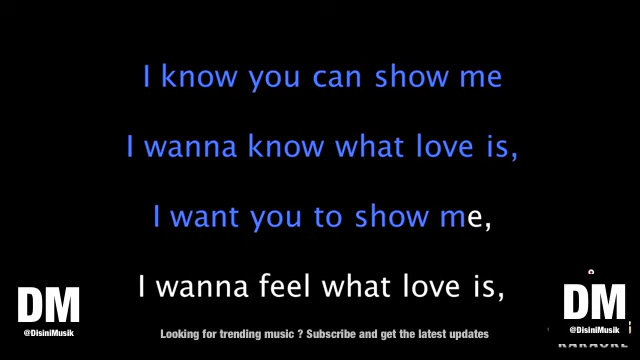 I know you can show me
I wanna know what love is,
I want you to show me,
I wanna feel what love is,
DM
@DisiniMusik
Looking for trending music ? Subscribe and get the latest updates
DM
@DisiniMusik
KARAOKE